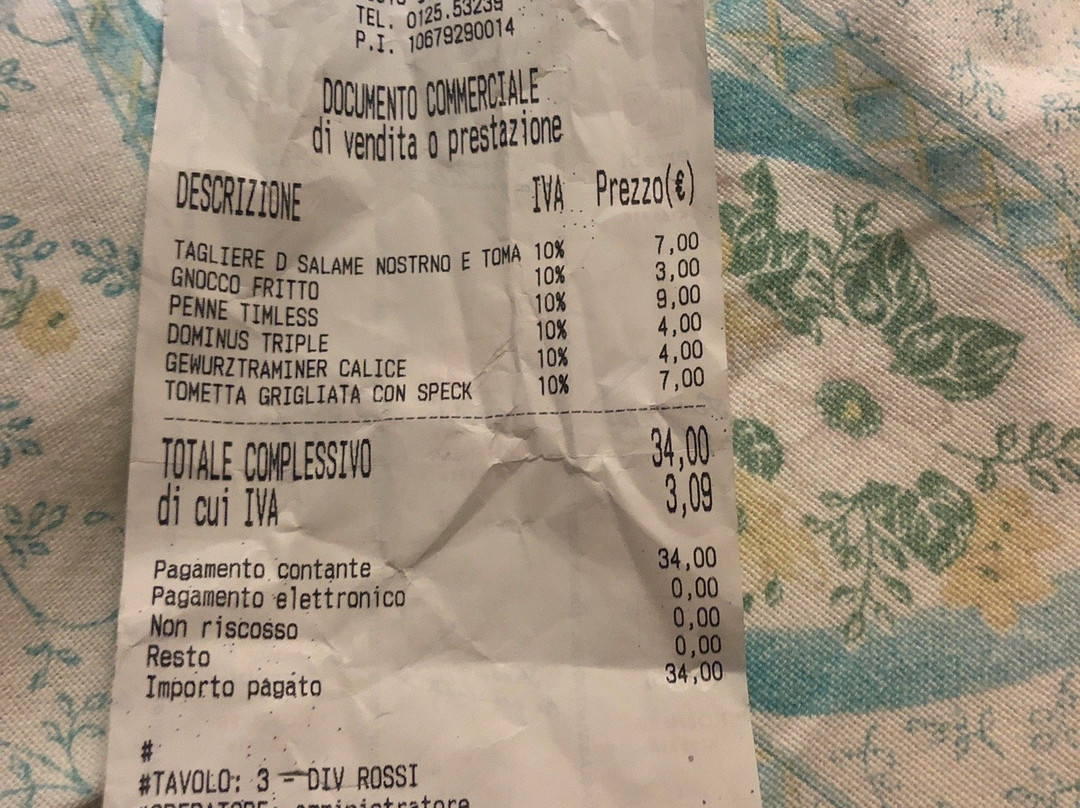 TEL. 0125.53239
P.I. 10679290014
DOCUMENTO COMMERCIALE
di vendita o prestazione
DESCRIZIONE IVA Prezzo(€)
TAGLIERE D SALAME NOSTRNO E TOMA 10% 7,00
GNOCCO FRITTO 10% 3,00
PENNE TIMLESS 10% 9,00
DOMINUS TRIPLE 10% 4,00
GEWURZTRAMINER CALICE 10% 4,00
TOMETTA GRIGLIATA CON SPECK 10% 7,00
TOTALE COMPLESSIVO 34,00
di cui IVA 3,09
Pagamento contante 34,00
Pagamento elettronico 0,00
Non riscosso 0,00
Resto 0,00
Importo pagato 34,00
#
#TAVOLO: 3 - DIV ROSSI
#OPERATORE: amministratore